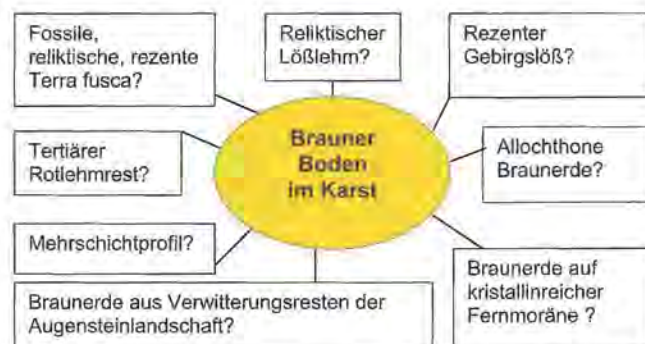 Fossile,
reliktische, rezente
Terra fusca?
Reliktischer
Lößlehm?
Rezenter
Gebirgslöß?
Brauner
Boden
im Karst
Tertiärer
Rotlehmrest?
Allochthone
Braunerde?
Mehrschichtprofil?
Braunerde aus Verwitterungsresten der
Augensteinlandschaft?
Braunerde auf
kristallinreicher
Fernmoräne ?